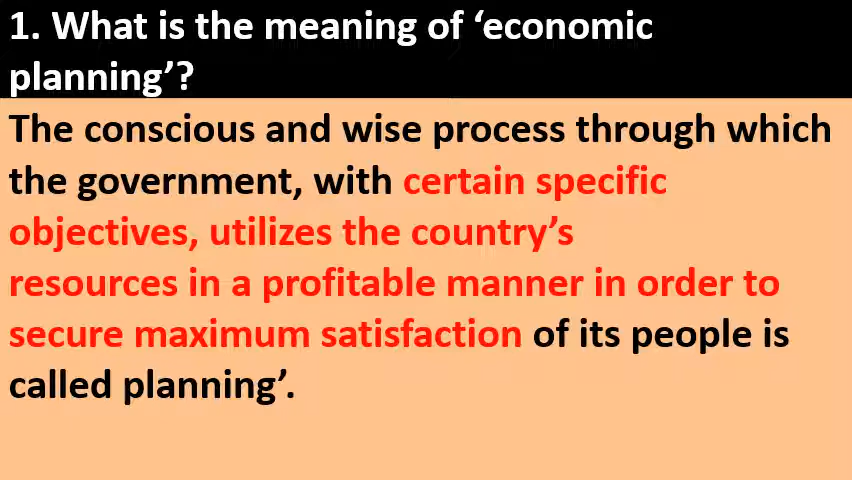 1. What is the meaning of ‘economic
planning’?
The conscious and wise process through which
the government, with certain specific
objectives, utilizes the country’s
resources in a profitable manner in order to
secure maximum satisfaction of its people is
called planning’.